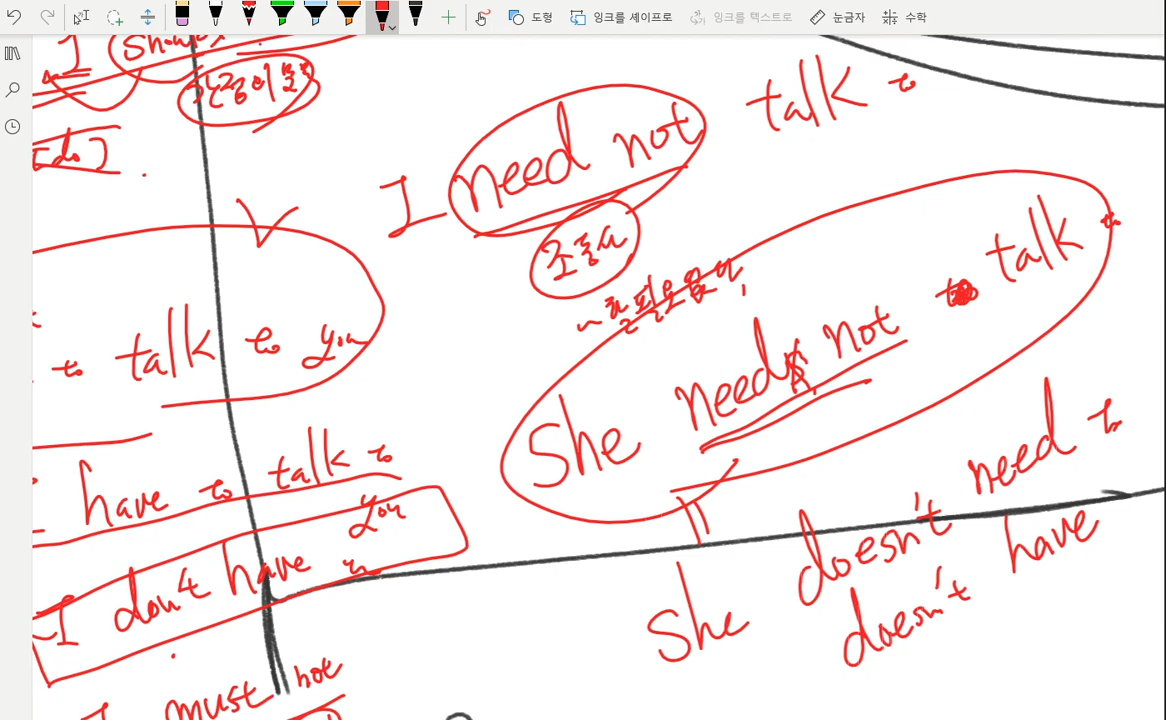 도형
잉크를 셰이프로
잉크를 텍스트로
눈금자
수학
I
[do]
I need not talk to
조동사
~할 필요 없다
She need not talk to
to talk to you
have to talk to
you
I don't have to
I must not
She doesn't need to
doesn't have